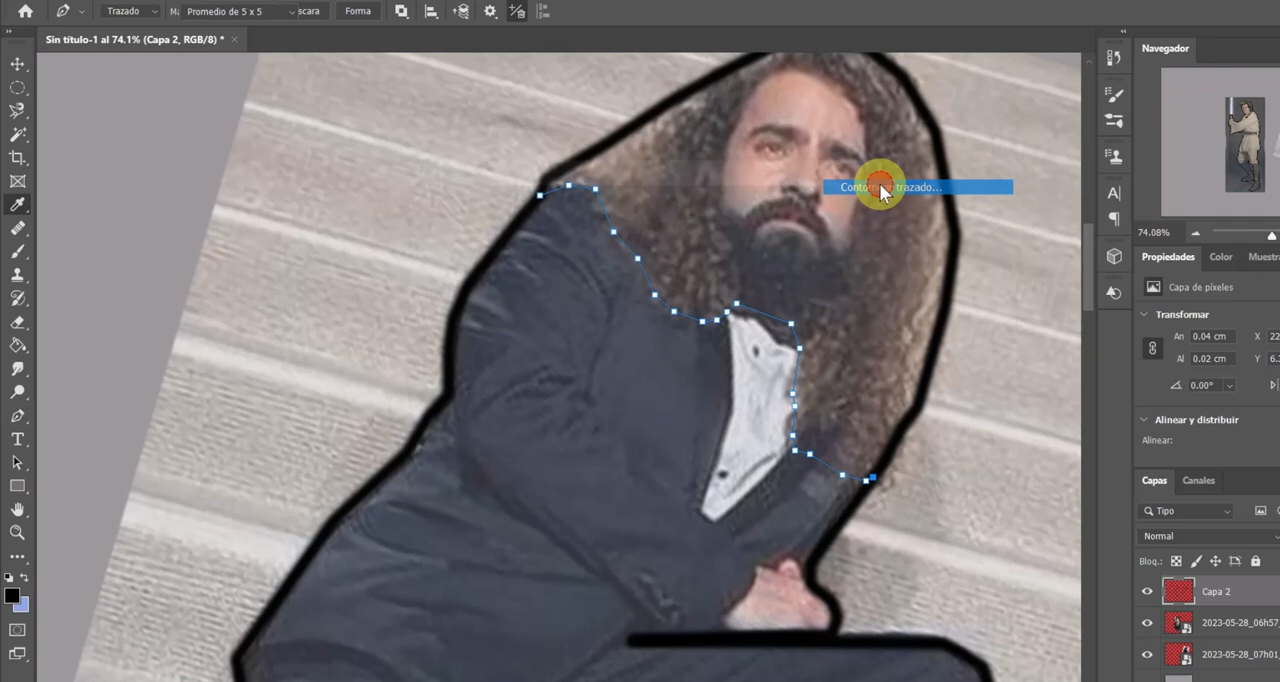 Trazado
Promedio de 5 x 5
scara
Forma
Sin título-1 al 74.1% (Capa 2, RGB/8) *
Contornear trazado...
Navegador
74.08%
Propiedades
Color
Capa de píxeles
Transformar
An
0.04 cm
X
22
Al
0.02 cm
Y
0.00°
Alinear y distribuir
Alinear:
Capas
Canales
Tipo
Normal
Bloq.:
Capa 2
2023-05-28_06h57
2023-05-28_07h01